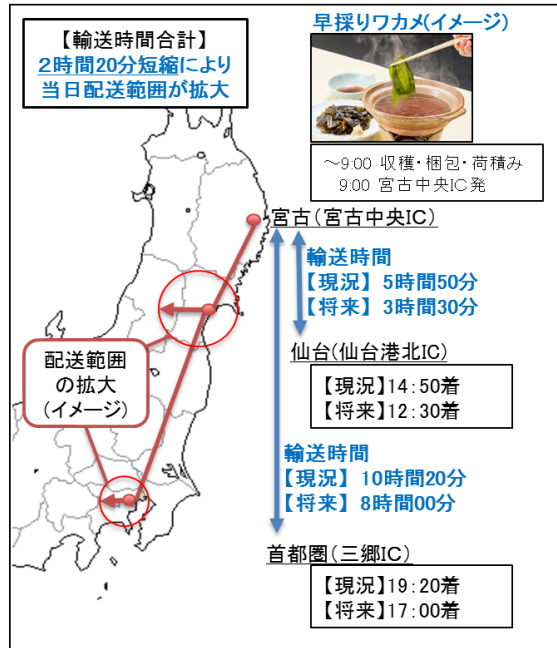 【輸送時間合計】
2時間20分短縮により
当日配送範囲が拡大
早採りワカメ(イメージ)
～9:00 収穫・梱包・荷積み
9:00 宮古中央IC発
宮古(宮古中央IC)
輸送時間
【現況】 5時間50分
【将来】 3時間30分
仙台(仙台港北IC)
【現況】14:50着
【将来】12:30着
配送範囲
の拡大
(イメージ)
輸送時間
【現況】 10時間20分
【将来】 8時間00分
首都圏(三郷IC)
【現況】19:20着
【将来】17:00着